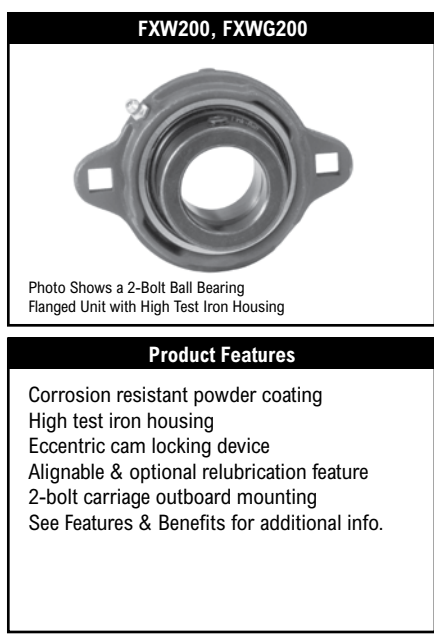 FXW200, FXWG200
Photo Shows a 2-Bolt Ball Bearing
Flanged Unit with High Test Iron Housing
Product Features
Corrosion resistant powder coating
High test iron housing
Eccentric cam locking device
Alignable & optional relubrication feature
2-bolt carriage outboard mounting
See Features & Benefits for additional info.